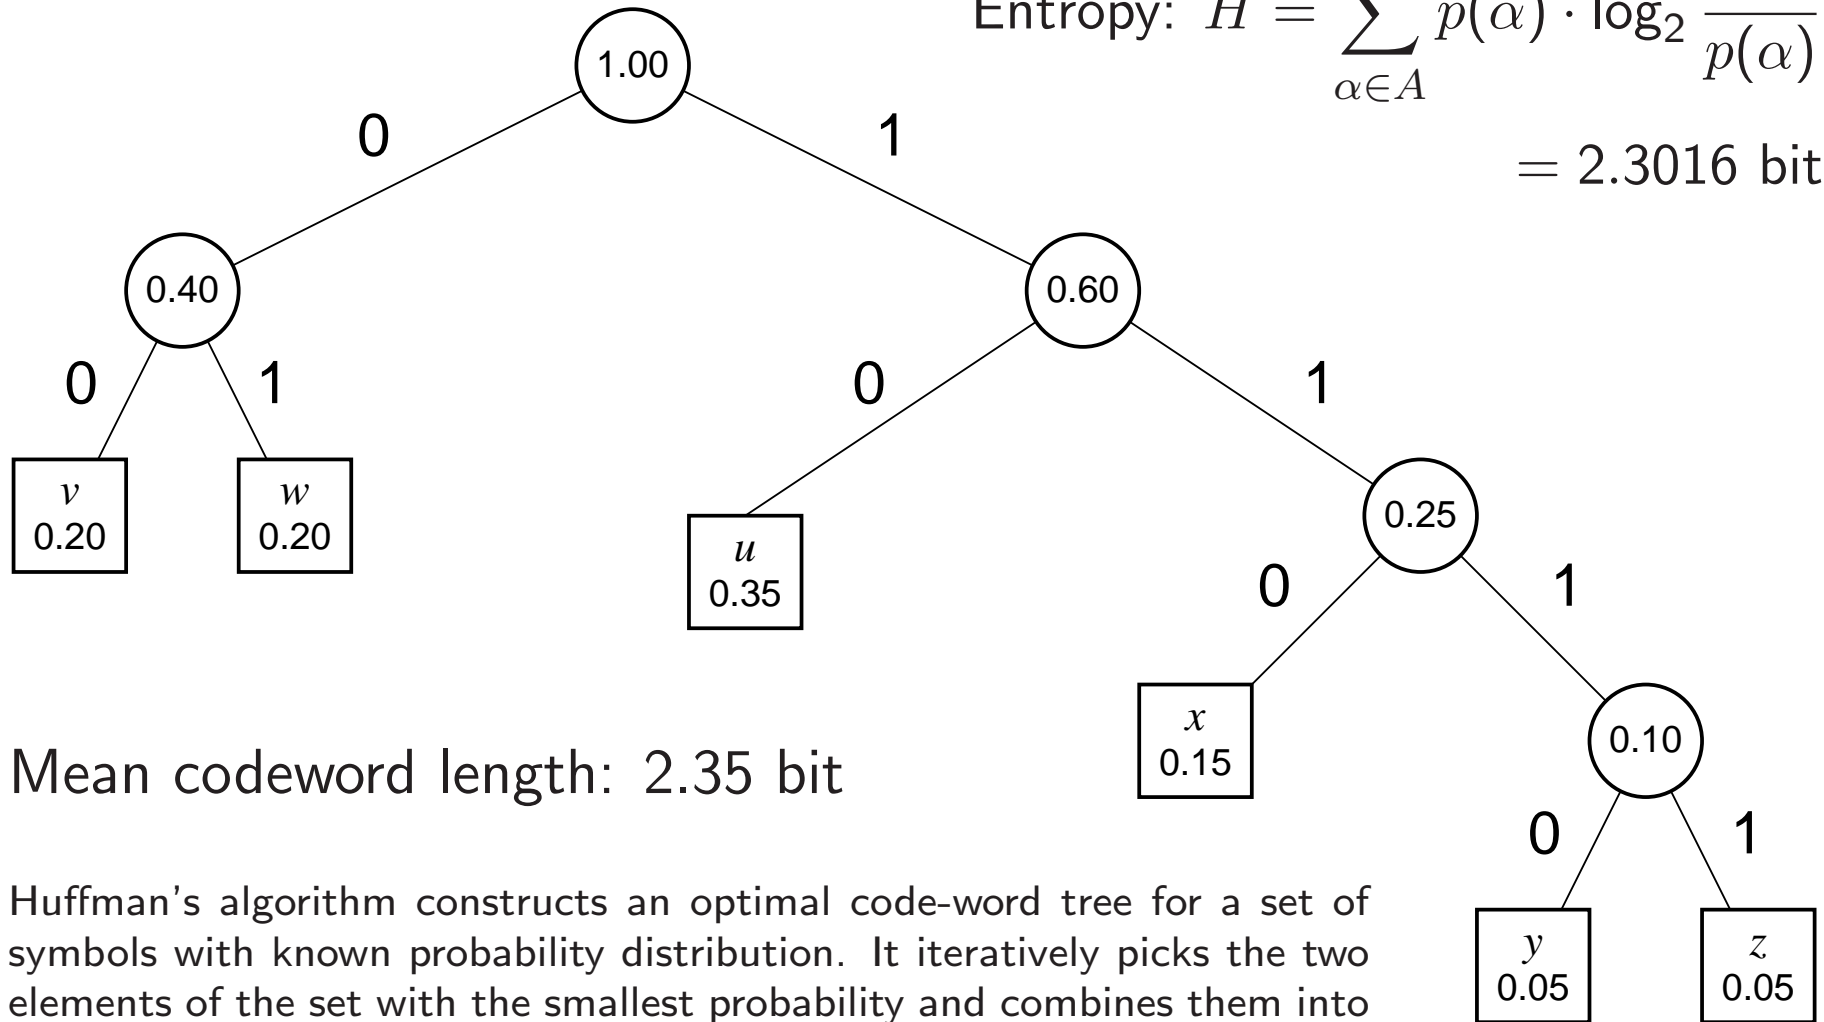 Entropy: H = ∑ p(α) · log₂ 1/p(α)
α∈A
= 2.3016 bit
1.00
0 1
0.40 0.60
0 1 0 1
v 0.20
w 0.20
u 0.35
0.25
0 1
x 0.15
0.10
0 1
y 0.05
z 0.05
Mean codeword length: 2.35 bit
Huffman's algorithm constructs an optimal code-word tree for a set of
symbols with known probability distribution. It iteratively picks the two
elements of the set with the smallest probability and combines them into